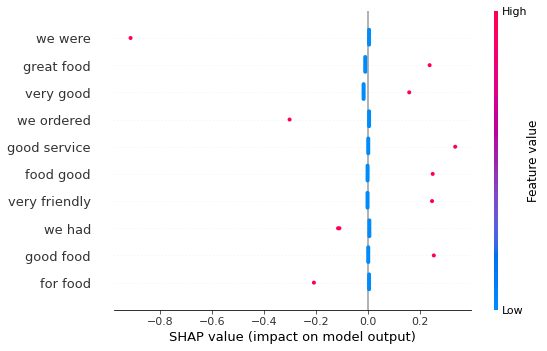 High
we were
great food
very good
we ordered
good service
food good
very friendly
we had
good food
for food
Feature value
Low
−0.8 −0.6 −0.4 −0.2 0.0 0.2
SHAP value (impact on model output)